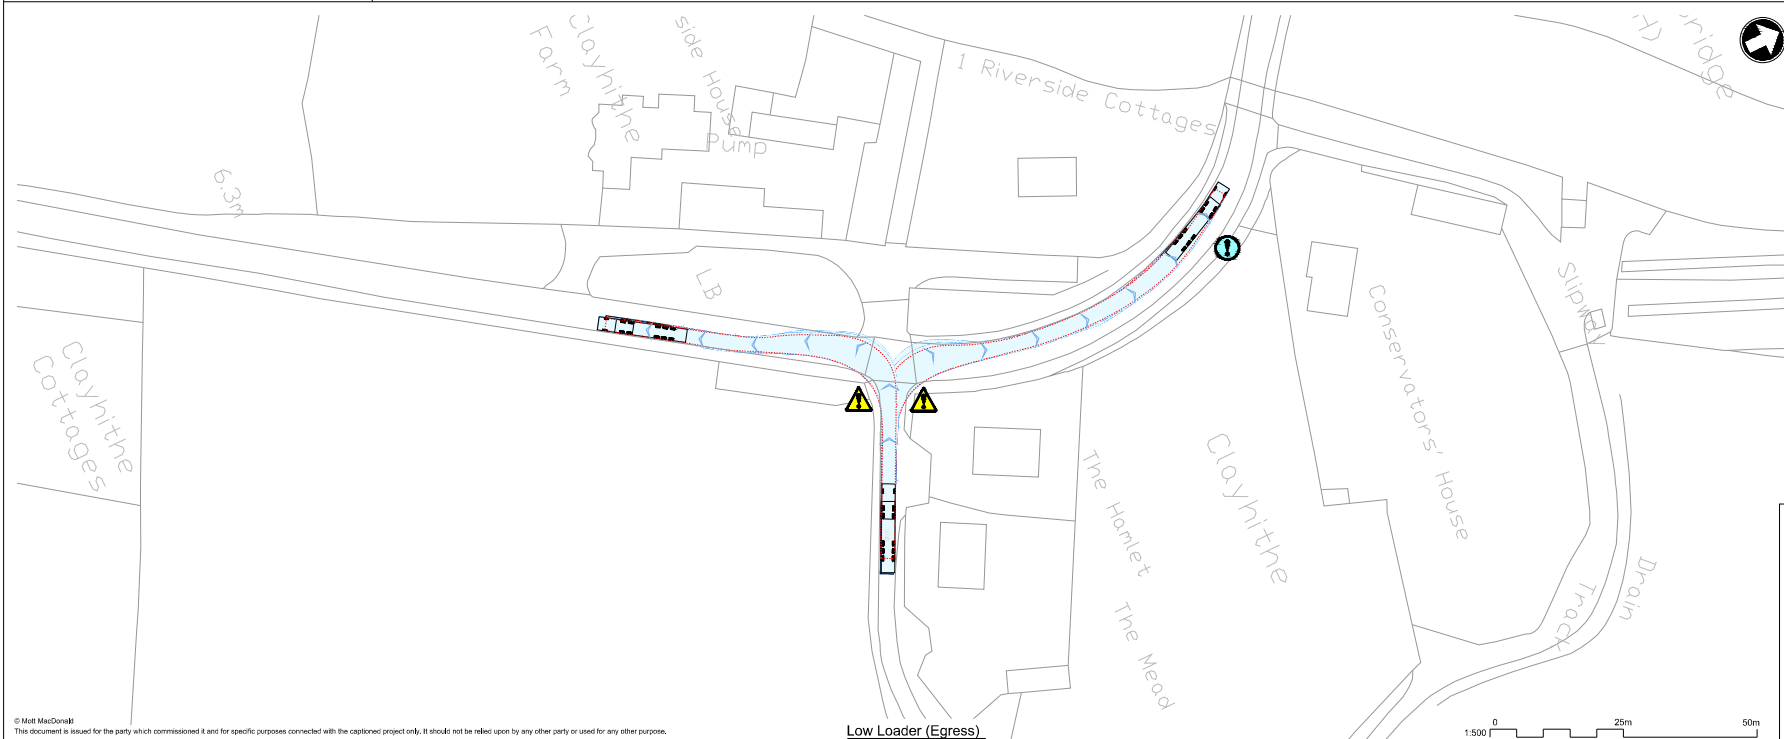 Clayhithe
Farm
side House
Pump
1 Riverside Cottages
6.3m
LB
Clayhithe
Cottages
Conservators' House
Clayhithe
The Hamlet
The Mead
Drain
Track
© Mott MacDonald
This document is issued for the party which commissioned it and for specific purposes connected with the captioned project only. It should not be relied upon by any other party or used for any other purpose.
Low Loader (Egress)
0 25m 50m
1:500